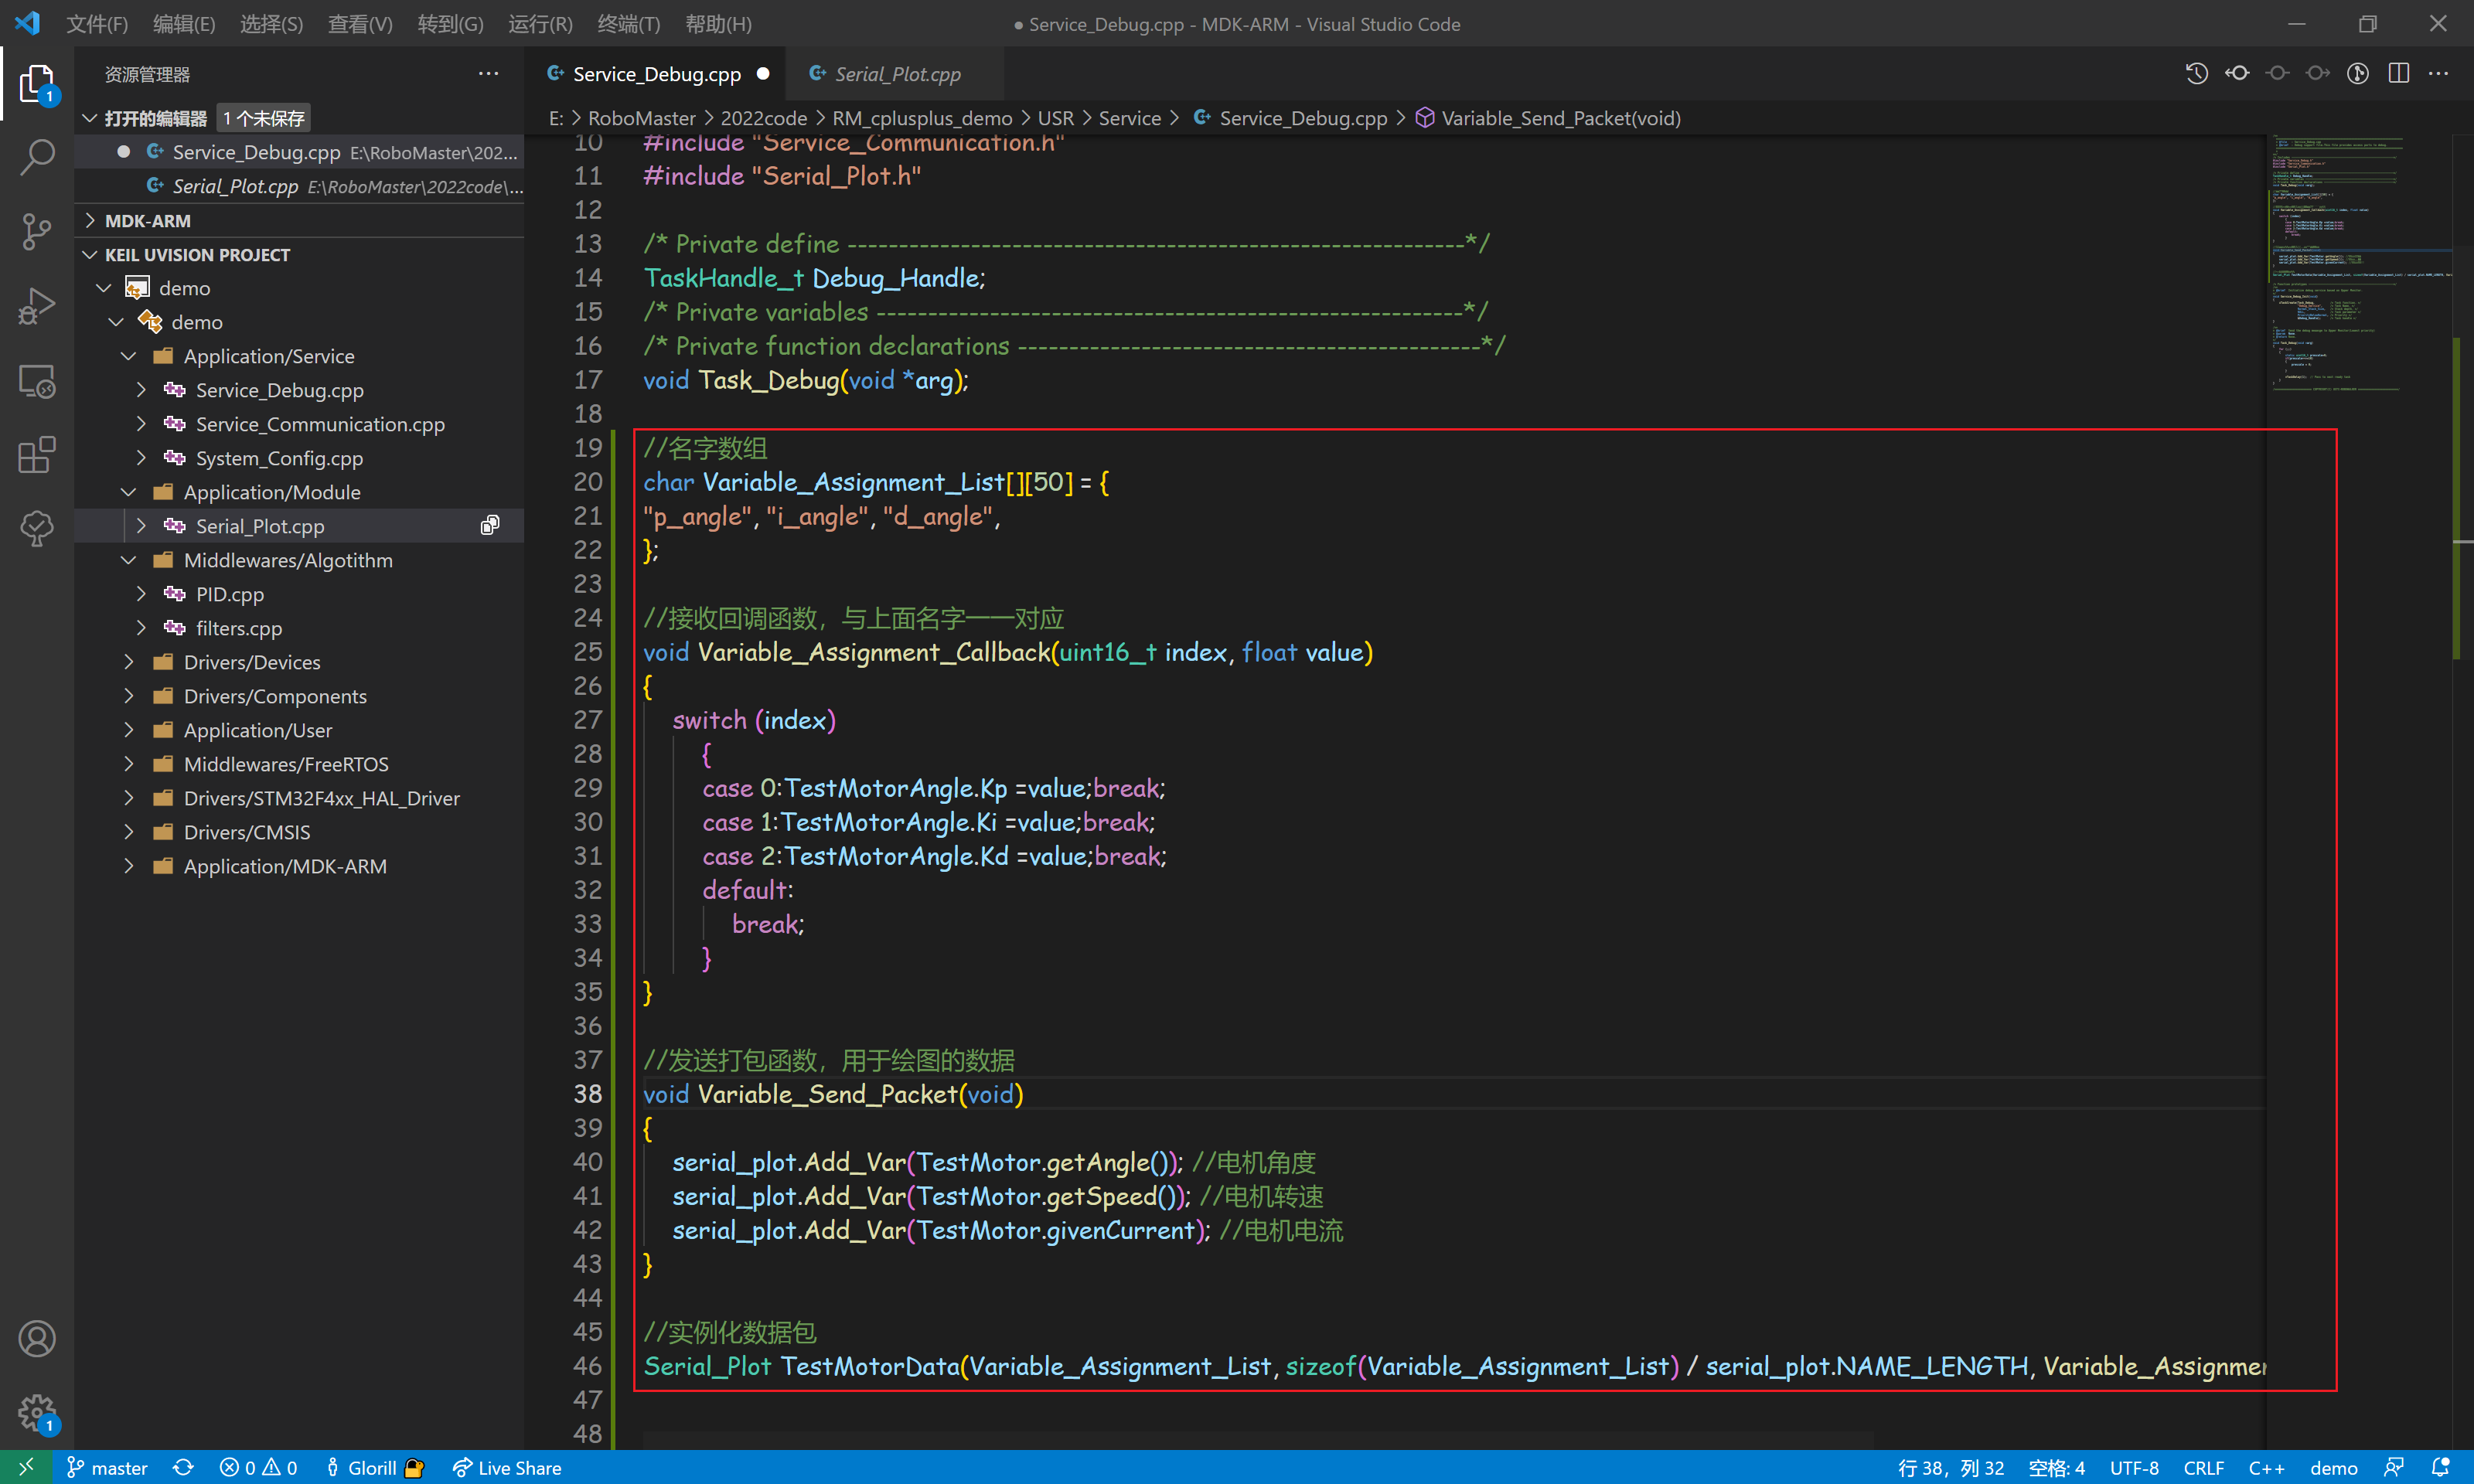 文件(F) 编辑(E) 选择(S) 查看(V) 转到(G) 运行(R) 终端(T) 帮助(H) ● Service_Debug.cpp - MDK-ARM - Visual Studio Code
资源管理器
打开的编辑器 1 个未保存
Service_Debug.cpp E:\RoboMaster\202...
Serial_Plot.cpp E:\RoboMaster\2022code\...
MDK-ARM
KEIL UVISION PROJECT
demo
demo
Application/Service
Service_Debug.cpp
Service_Communication.cpp
System_Config.cpp
Application/Module
Serial_Plot.cpp
Middlewares/Algotithm
PID.cpp
filters.cpp
Drivers/Devices
Drivers/Components
Application/User
Middlewares/FreeRTOS
Drivers/STM32F4xx_HAL_Driver
Drivers/CMSIS
Application/MDK-ARM
1
1
Service_Debug.cpp Serial_Plot.cpp
E: > RoboMaster > 2022code > RM_cplusplus_demo > USR > Service > Service_Debug.cpp > Variable_Send_Packet(void)
10 #include "Service_Communication.h"
11 #include "Serial_Plot.h"
12
13 /* Private define ------------------------------------------------------------*/
14 TaskHandle_t Debug_Handle;
15 /* Private variables ---------------------------------------------------------*/
16 /* Private function declarations ---------------------------------------------*/
17 void Task_Debug(void *arg);
18
19 //名字数组
20 char Variable_Assignment_List[][50] = {
21 "p_angle", "i_angle", "d_angle",
22 };
23
24 //接收回调函数，与上面名字一一对应
25 void Variable_Assignment_Callback(uint16_t index, float value)
26 {
27 switch (index)
28 {
29 case 0:TestMotorAngle.Kp =value;break;
30 case 1:TestMotorAngle.Ki =value;break;
31 case 2:TestMotorAngle.Kd =value;break;
32 default:
33 break;
34 }
35 }
36
37 //发送打包函数，用于绘图的数据
38 void Variable_Send_Packet(void)
39 {
40 serial_plot.Add_Var(TestMotor.getAngle()); //电机角度
41 serial_plot.Add_Var(TestMotor.getSpeed()); //电机转速
42 serial_plot.Add_Var(TestMotor.givenCurrent); //电机电流
43 }
44
45 //实例化数据包
46 Serial_Plot TestMotorData(Variable_Assignment_List, sizeof(Variable_Assignment_List) / serial_plot.NAME_LENGTH, Variable_Assignmen
47
48
master 0 0 Glorill Live Share 行 38，列 32 空格: 4 UTF-8 CRLF C++ demo